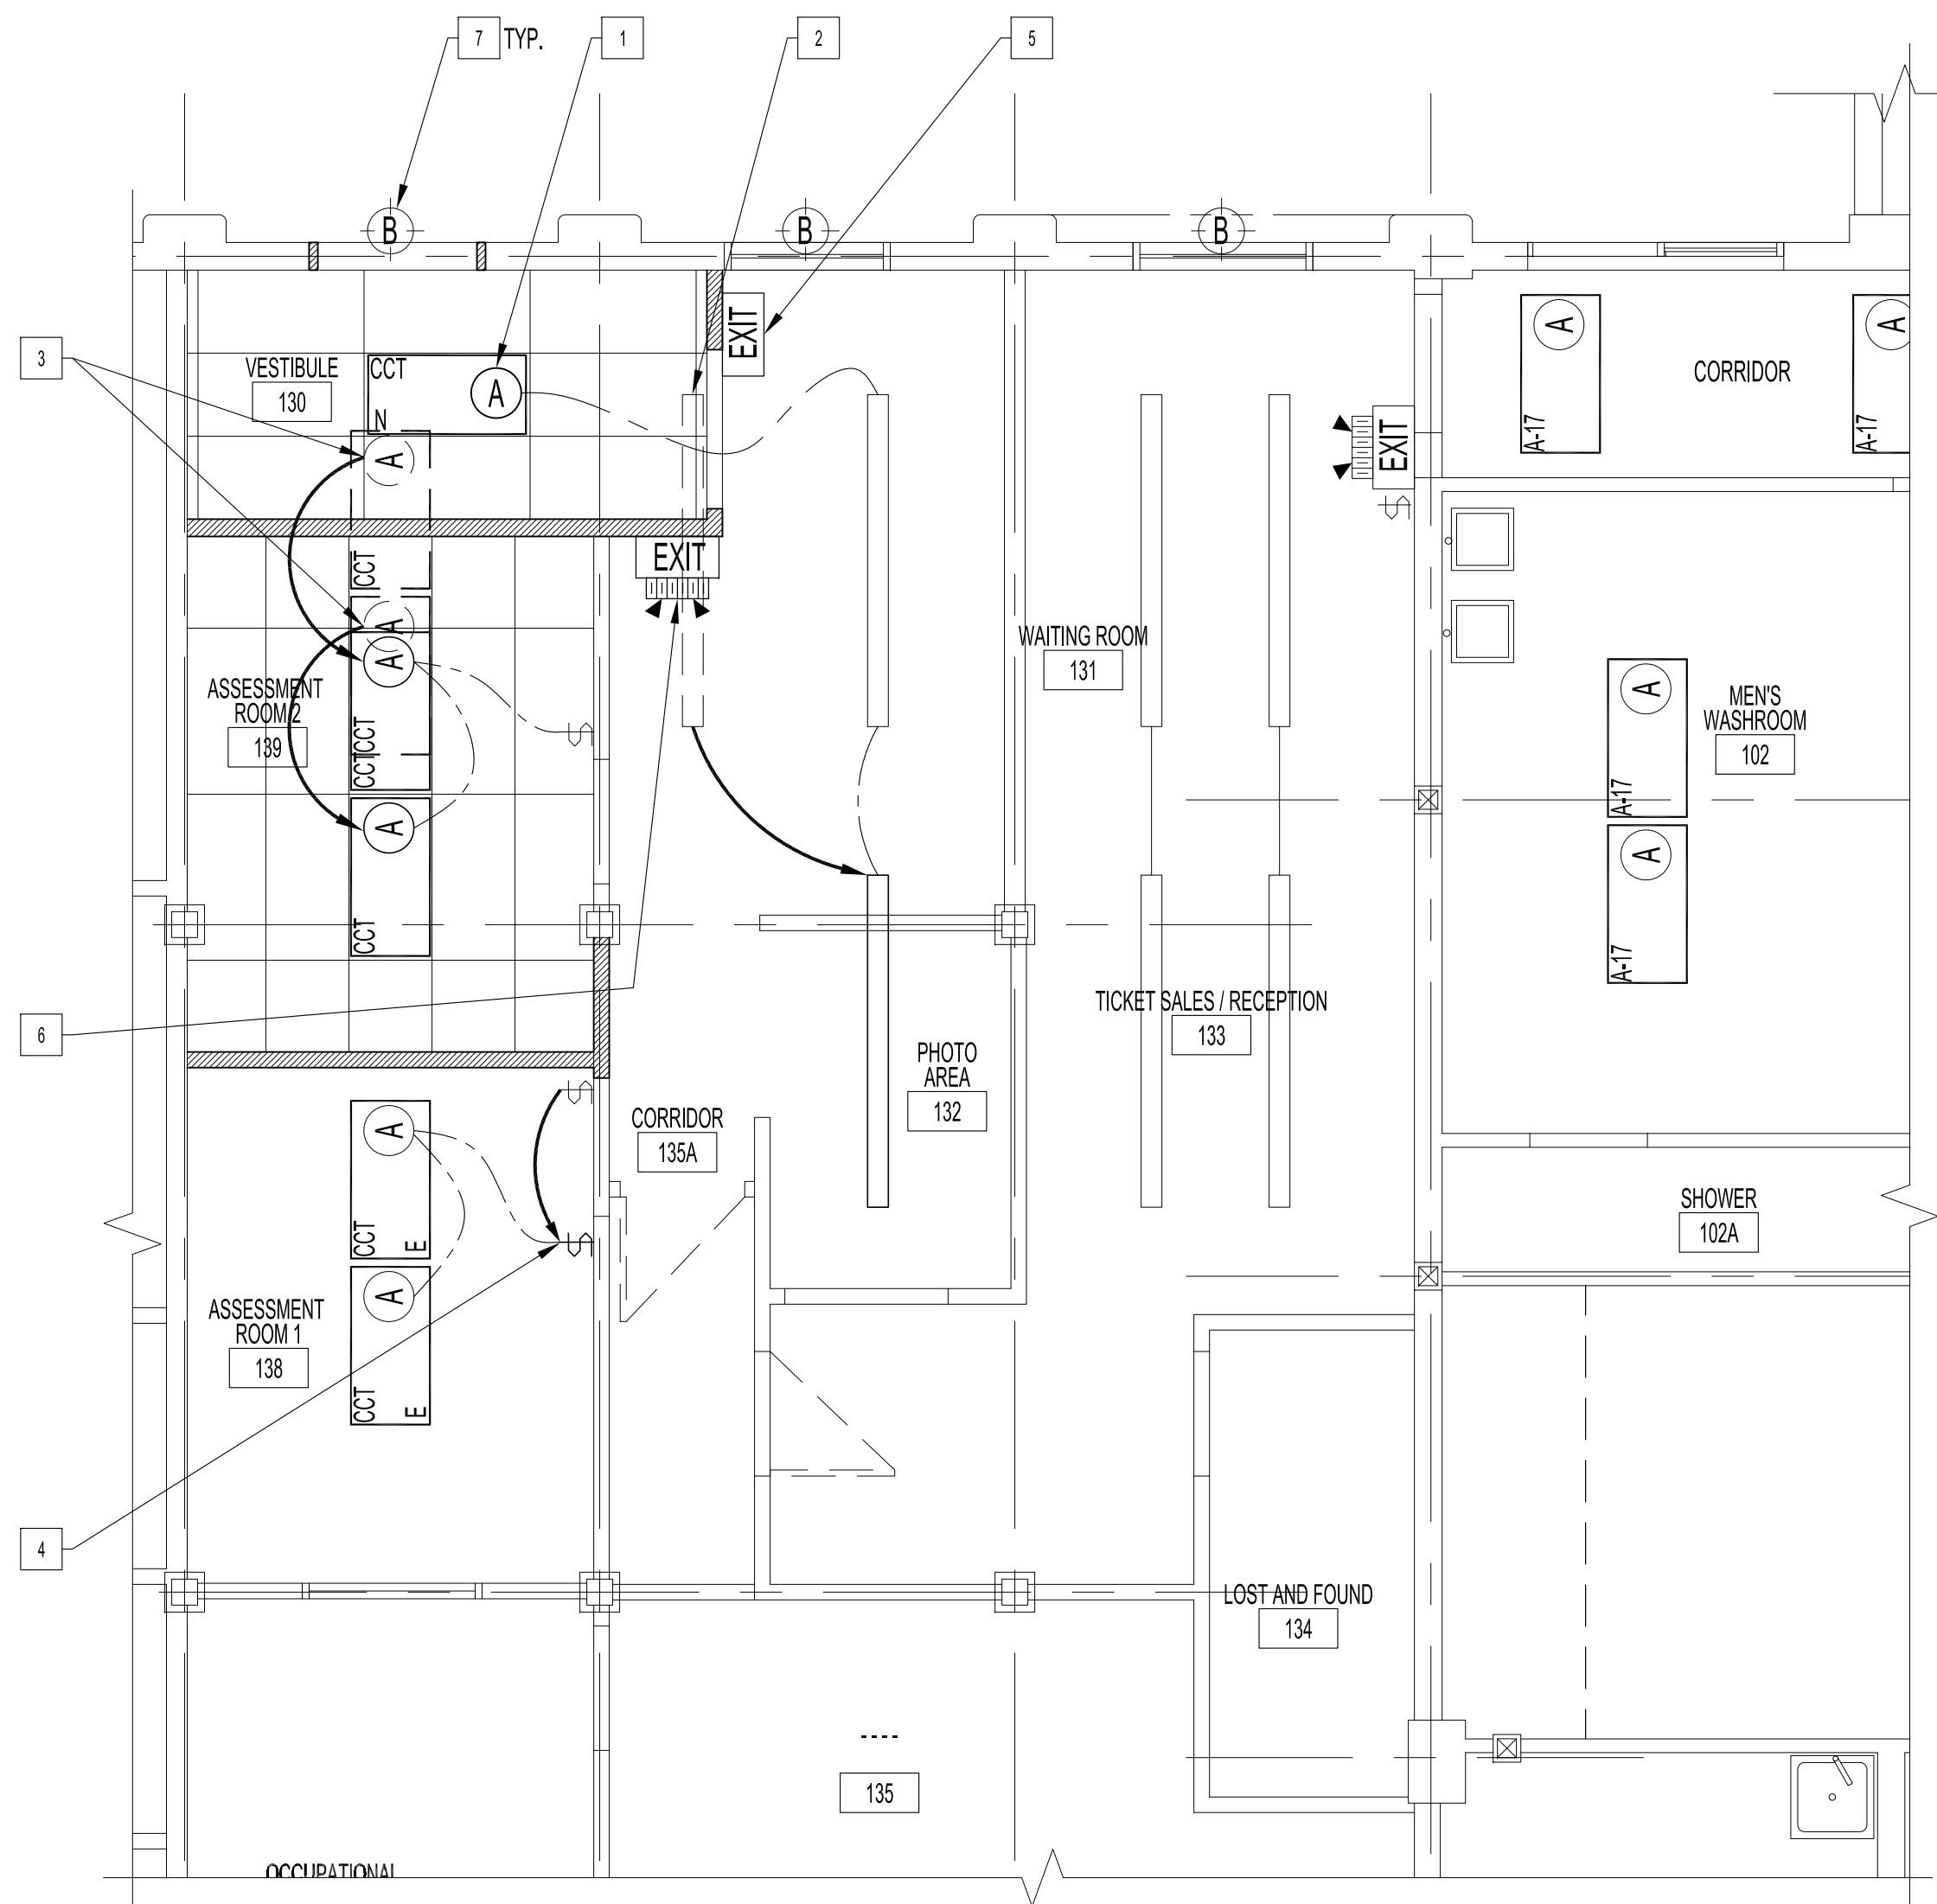 7 TYP.
1
2
5
B
B
B
3
VESTIBULE
130
CCT
A
N
A
CCT
EXIT
EXIT
EXIT
A
A-17
A
A-17
CORRIDOR
A
A
CCT
CCT
ASSESSMENT
ROOM 2
139
A
CCT
WAITING ROOM
131
A
A-17
A
A-17
MEN'S
WASHROOM
102
6
TICKET SALES / RECEPTION
133
PHOTO
AREA
132
CORRIDOR
135A
A
CCT
E
A
CCT
E
SHOWER
102A
ASSESSMENT
ROOM 1
138
4
LOST AND FOUND
134
----
135
OCCUPATIONAL